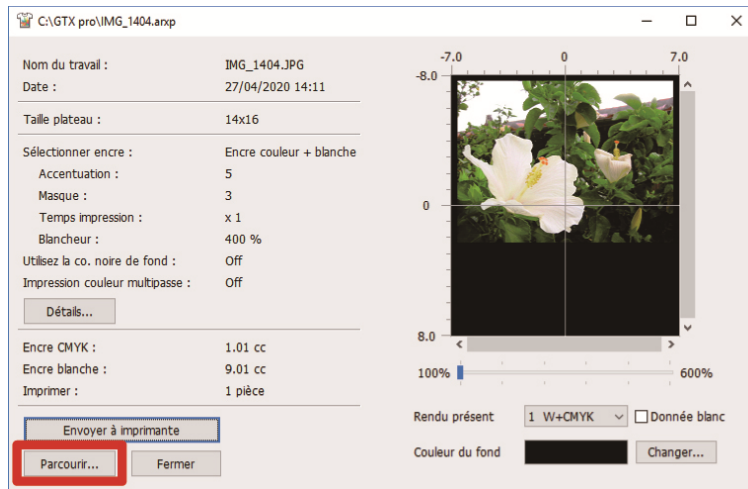 C:\GTX pro\IMG_1404.arxp
Nom du travail : IMG_1404.JPG
Date : 27/04/2020 14:11
Taille plateau : 14x16
Sélectionner encre : Encre couleur + blanche
Accentuation : 5
Masque : 3
Temps impression : x 1
Blancheur : 400 %
Utilisez la co. noire de fond : Off
Impression couleur multipasse : Off
Détails...
Encre CMYK : 1.01 cc
Encre blanche : 9.01 cc
Imprimer : 1 pièce
Envoyer à imprimante
Parcourir... Fermer
-7.0 0 7.0
-8.0
0
8.0
100% 600%
Rendu présent 1 W+CMYK Donnée blanc
Couleur du fond Changer...